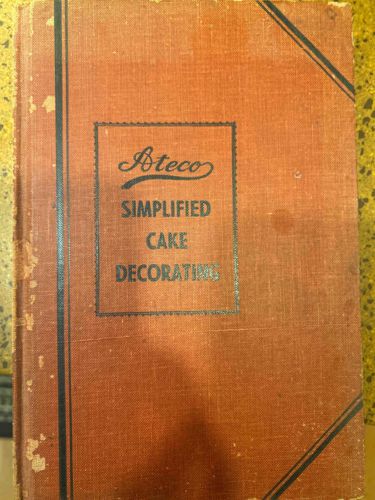 Ateco
SIMPLIFIED
CAKE
DECORATING